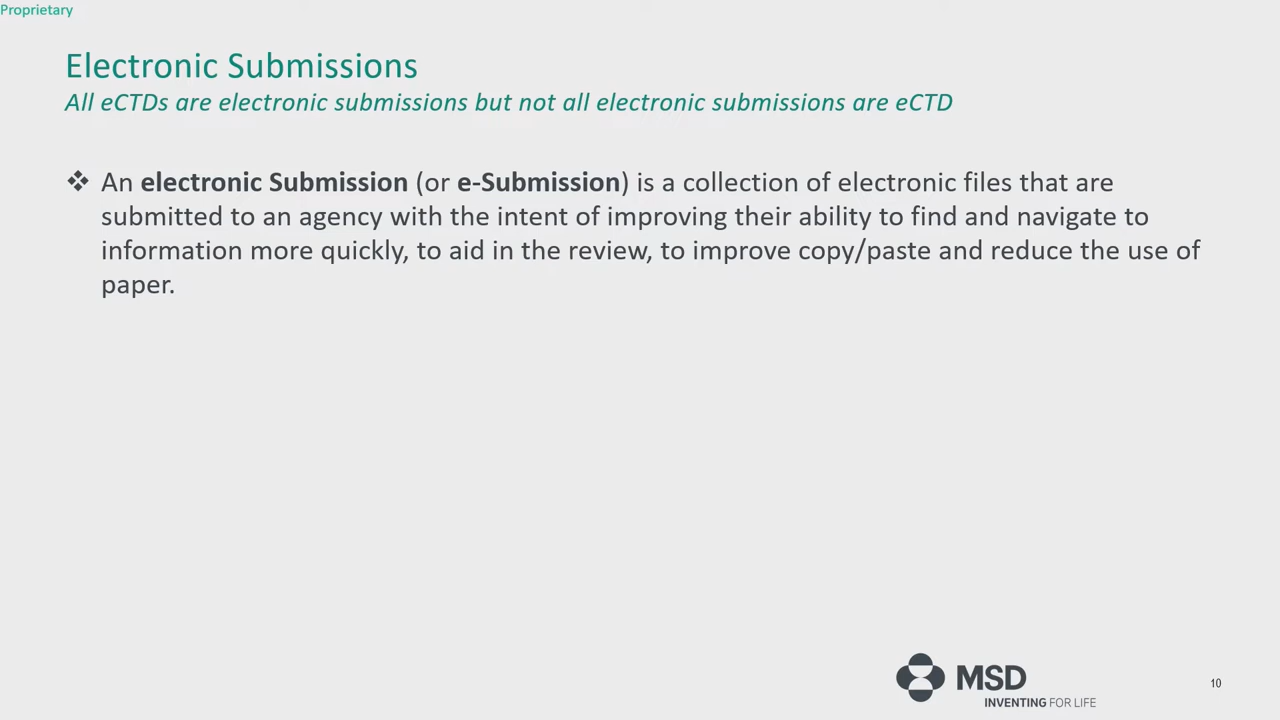 Proprietary
Electronic Submissions
All eCTDs are electronic submissions but not all electronic submissions are eCTD
❖ An electronic Submission (or e-Submission) is a collection of electronic files that are
submitted to an agency with the intent of improving their ability to find and navigate to
information more quickly, to aid in the review, to improve copy/paste and reduce the use of
paper.
MSD
INVENTING FOR LIFE
10